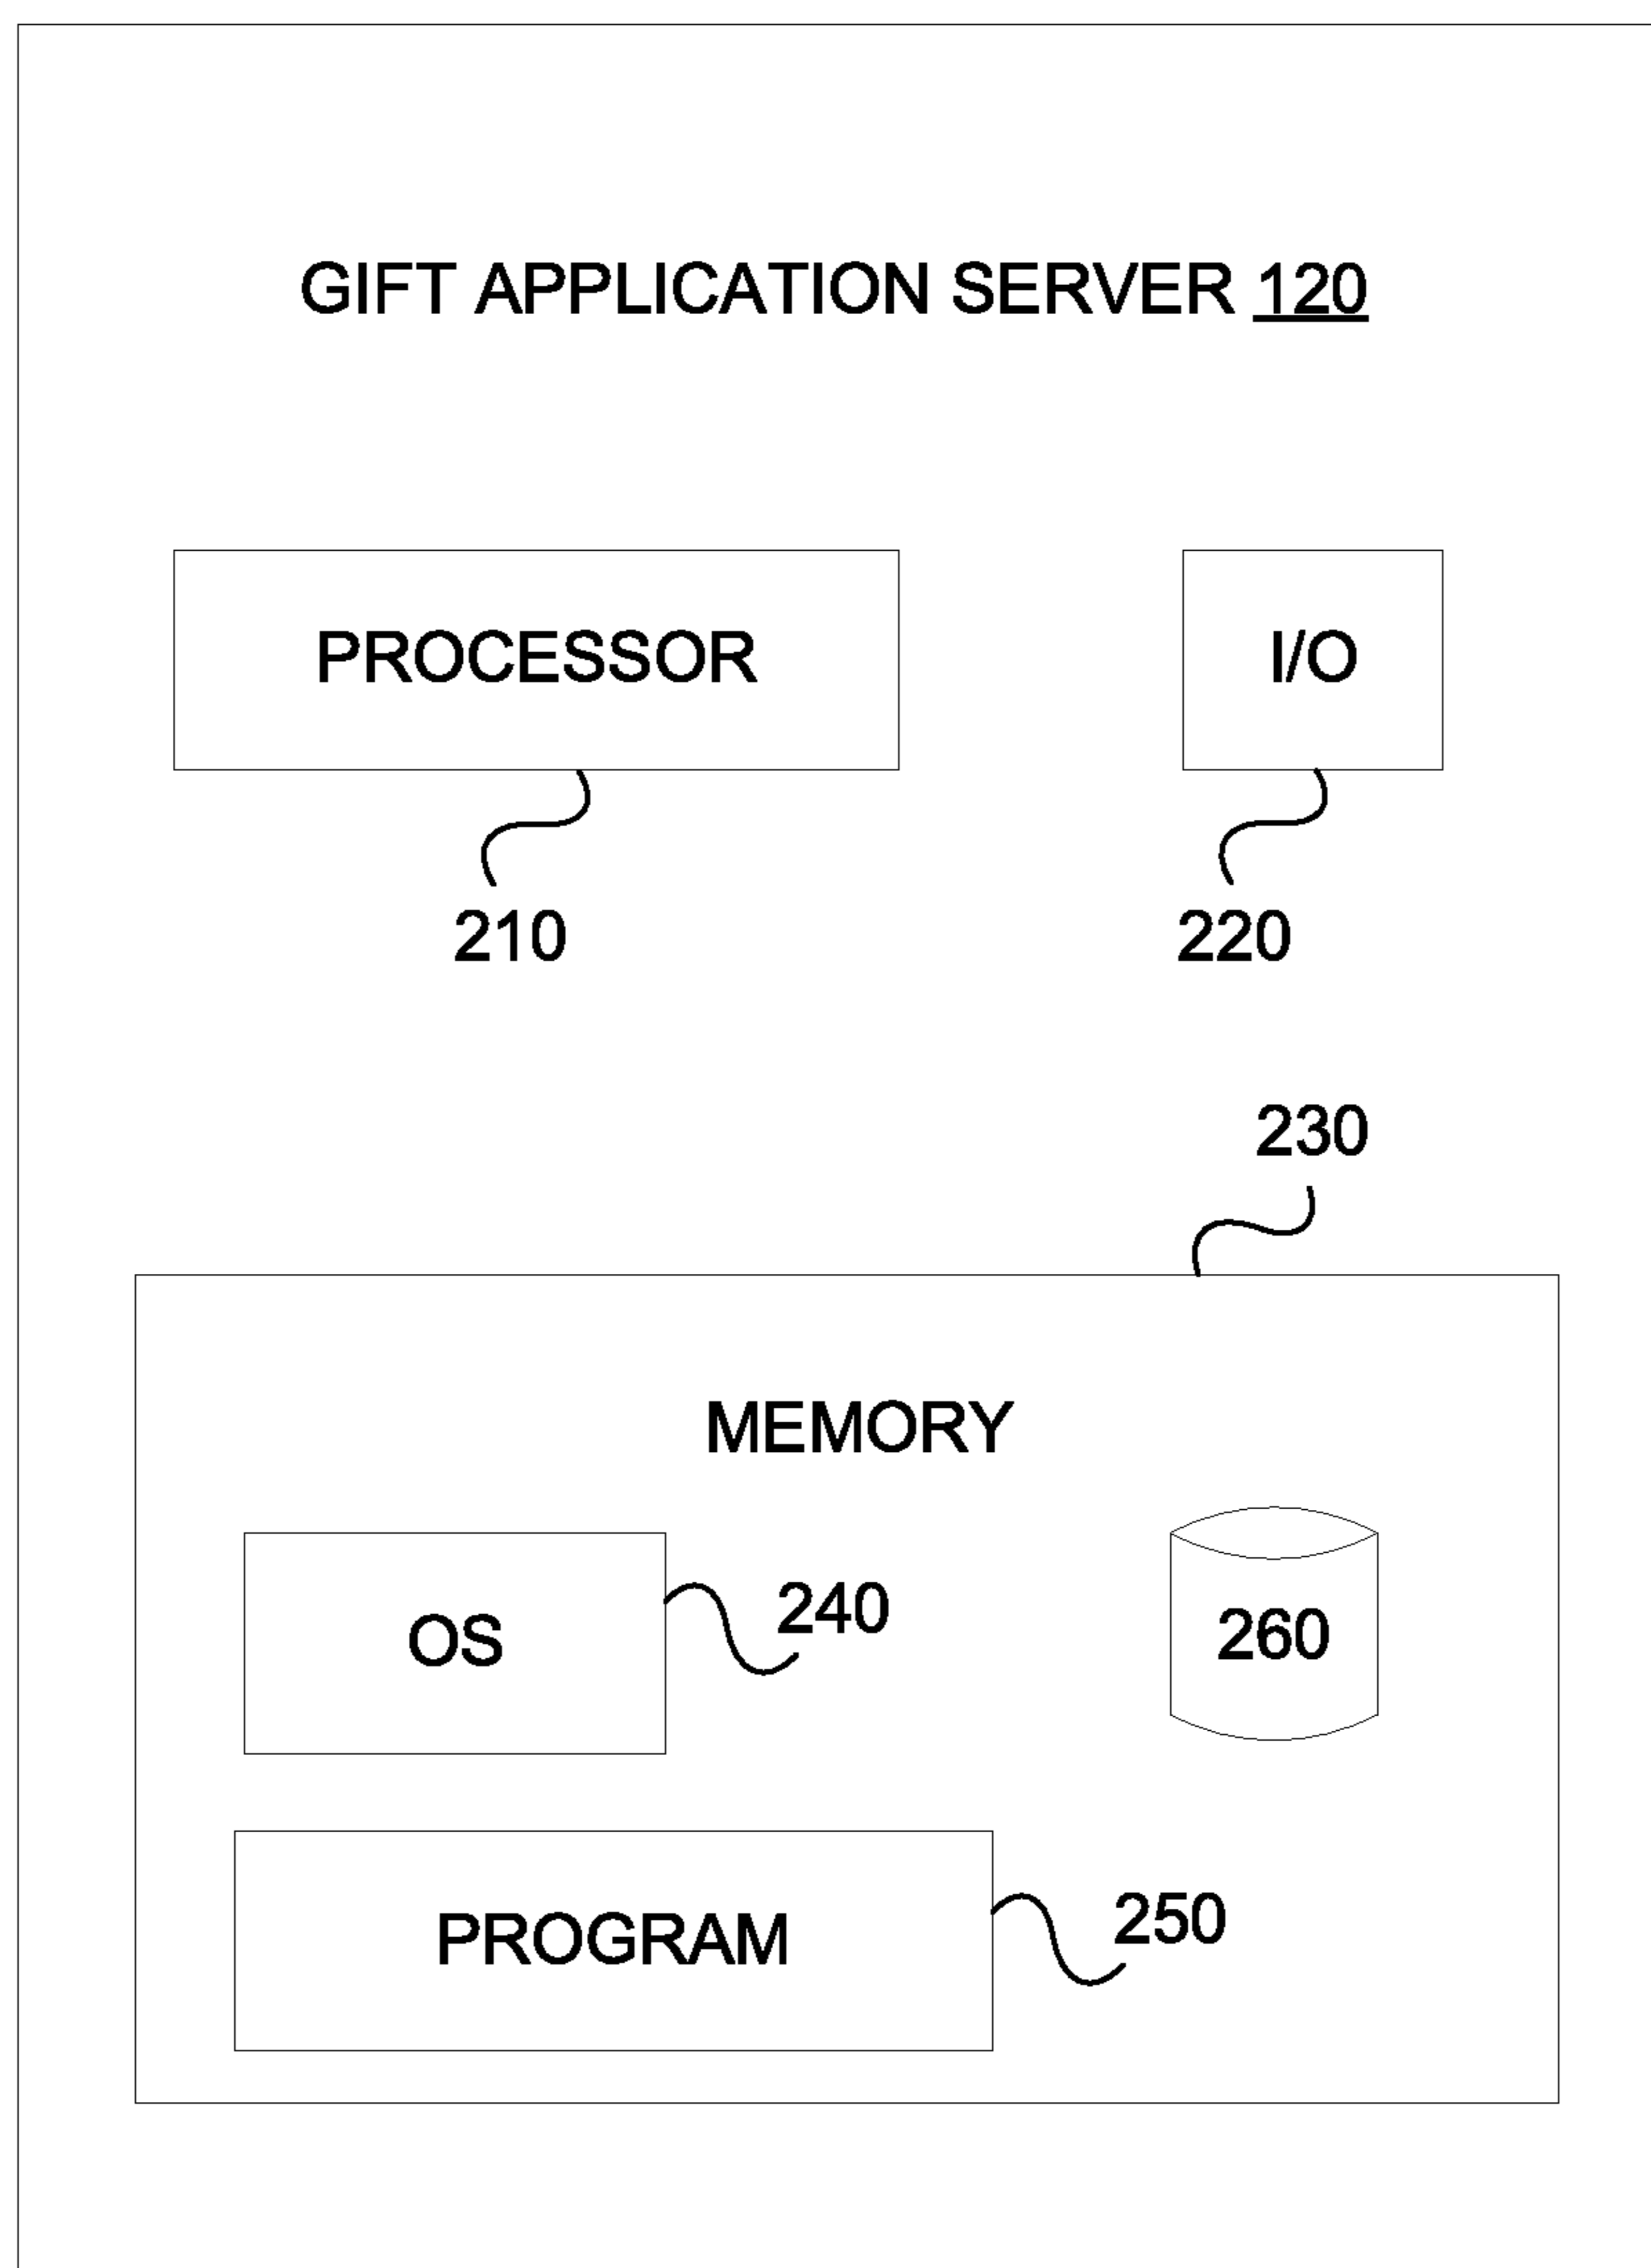 GIFT APPLICATION SERVER 120
PROCESSOR
I/O
210
220
230
MEMORY
OS
240
260
PROGRAM
250